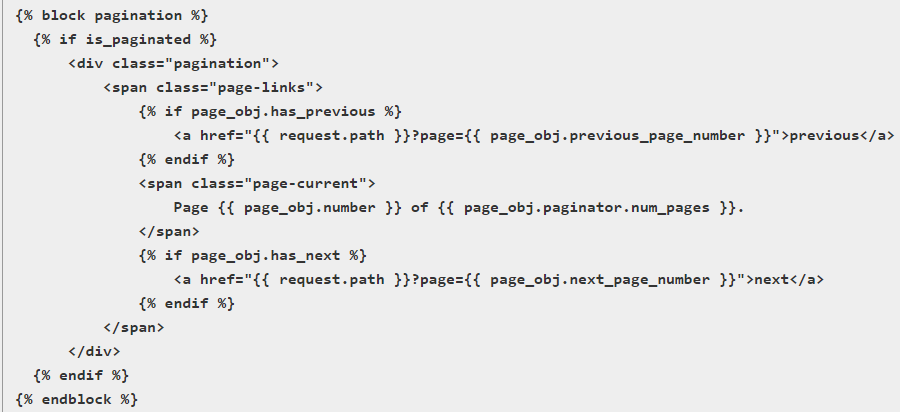 {% block pagination %}
  {% if is_paginated %}
      <div class="pagination">
          <span class="page-links">
              {% if page_obj.has_previous %}
                  <a href="{{ request.path }}?page={{ page_obj.previous_page_number }}">previous</a>
              {% endif %}
              <span class="page-current">
                  Page {{ page_obj.number }} of {{ page_obj.paginator.num_pages }}.
              </span>
              {% if page_obj.has_next %}
                  <a href="{{ request.path }}?page={{ page_obj.next_page_number }}">next</a>
              {% endif %}
          </span>
      </div>
  {% endif %}
{% endblock %}